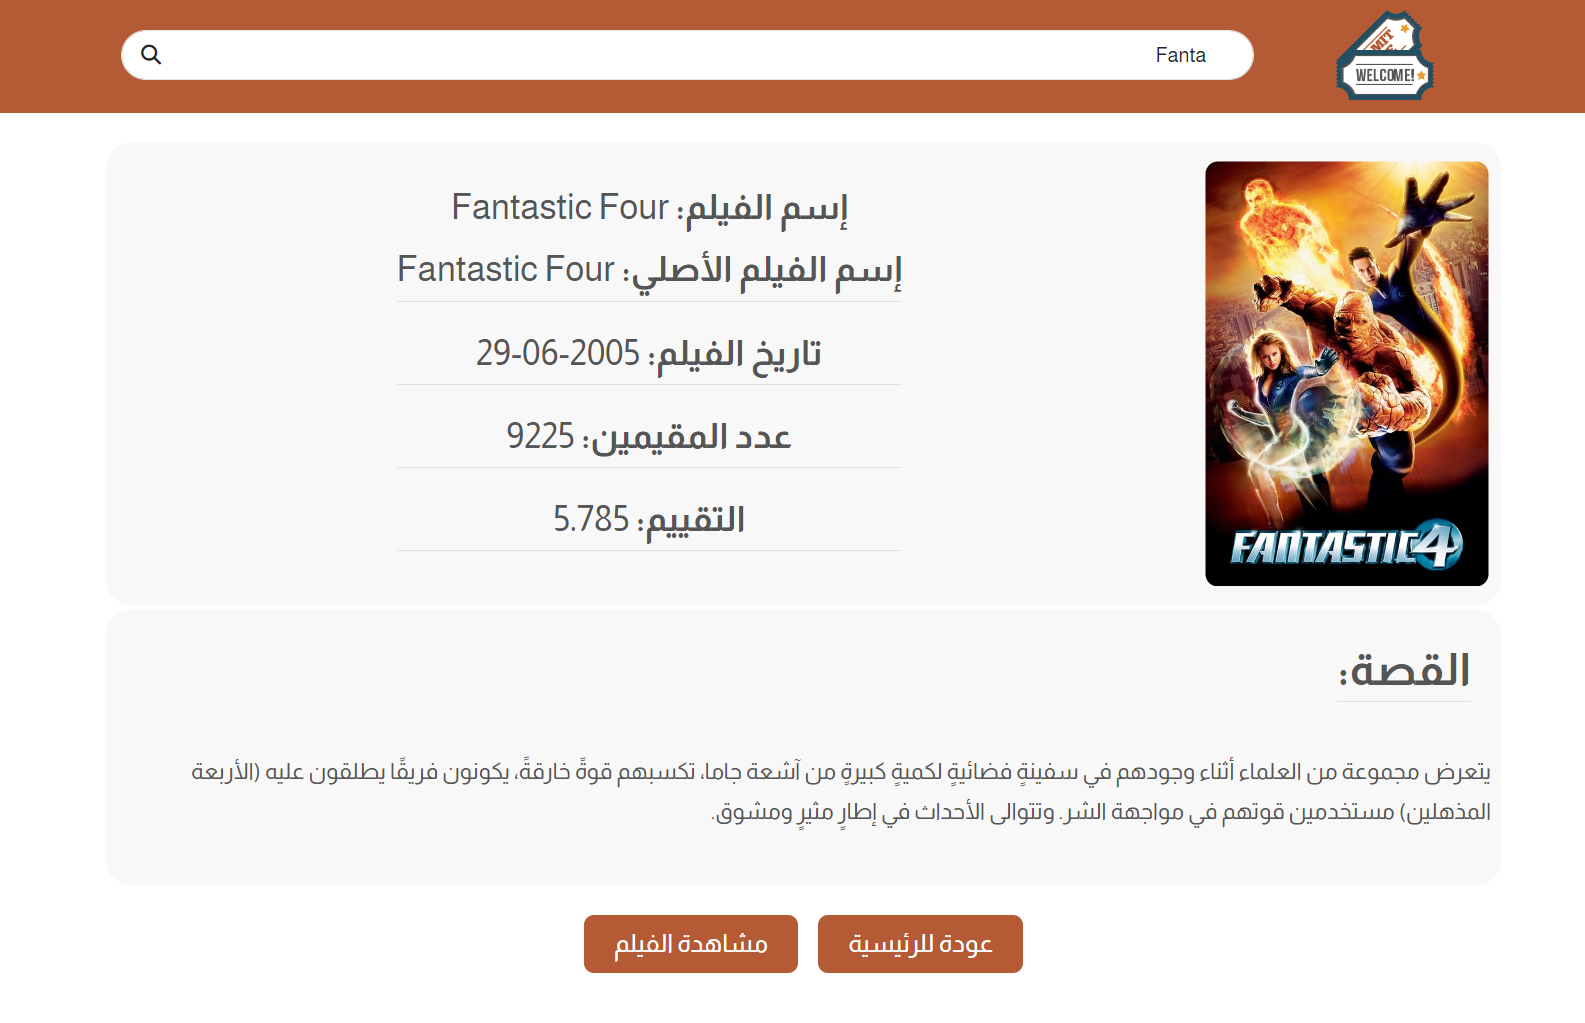 Fanta
MIT
WELCOME!
إسم الفيلم: Fantastic Four
إسم الفيلم الأصلي: Fantastic Four
تاريخ الفيلم: 2005-06-29
عدد المقيمين: 9225
التقييم: 5.785
FANTASTIC 4
القصة:
يتعرض مجموعة من العلماء أثناء وجودهم في سفينةٍ فضائيةٍ لكميةٍ كبيرةٍ من آشعة جاما، تكسبهم قوةً خارقةً، يكونون فريقًا يطلقون عليه (الأربعة
المذهلين) مستخدمين قوتهم في مواجهة الشر. وتتوالى الأحداث في إطارٍ مثيرٍ ومشوق.
عودة للرئيسية
مشاهدة الفيلم